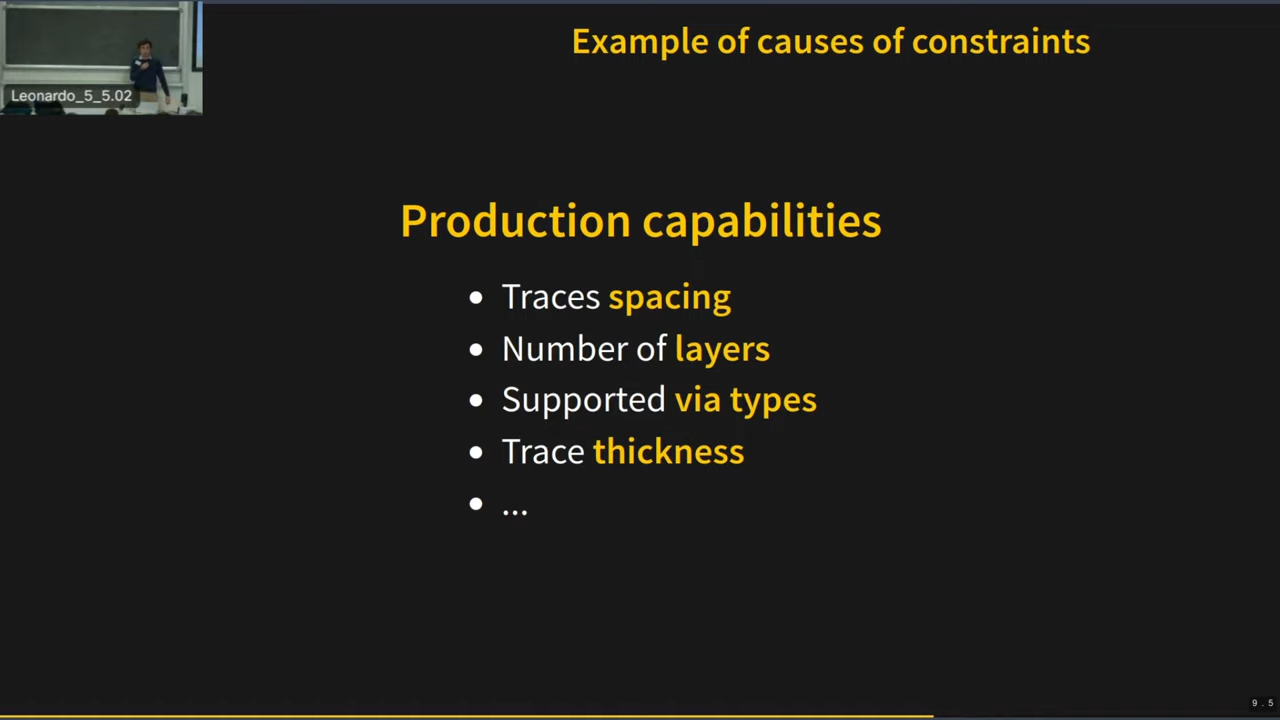 Example of causes of constraints
Leonardo_5_5.02
Production capabilities
• Traces spacing
• Number of layers
• Supported via types
• Trace thickness
• ...
9.5